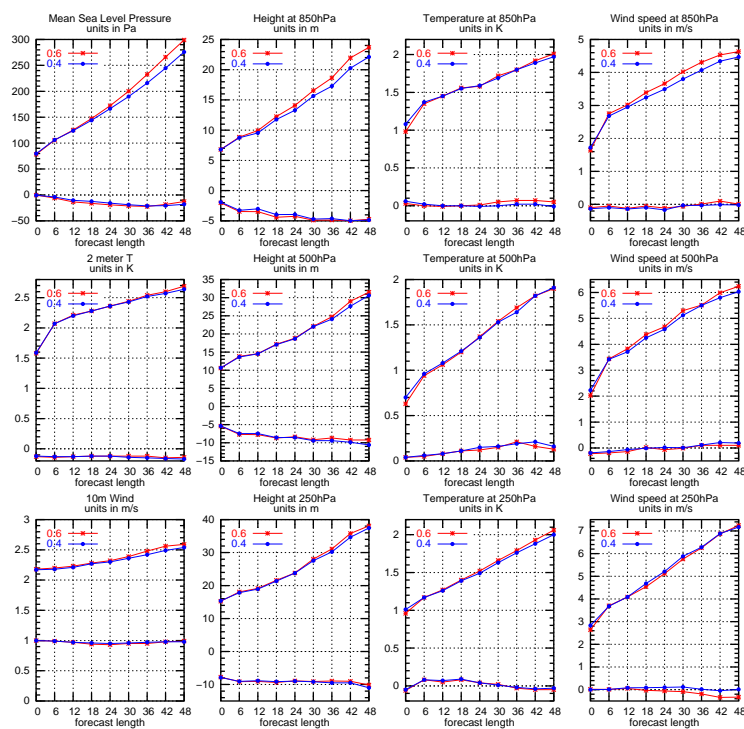 Mean Sea Level Pressure
units in Pa
300
250
200
150
100
50
0
−50
0.6
0.4
0 6 12 18 24 30 36 42 48
forecast length
Height at 850hPa
units in m
25
20
15
10
5
0
−5
0.6
0.4
0 6 12 18 24 30 36 42 48
forecast length
Temperature at 850hPa
units in K
2
1.5
1
0.5
0
0.6
0.4
0 6 12 18 24 30 36 42 48
forecast length
Wind speed at 850hPa
units in m/s
5
4
3
2
1
0
0.6
0.4
0 6 12 18 24 30 36 42 48
forecast length
2 meter T
units in K
2.5
2
1.5
1
0.5
0
0.6
0.4
0 6 12 18 24 30 36 42 48
forecast length
Height at 500hPa
units in m
35
30
25
20
15
10
5
0
−5
−10
−15
0.6
0.4
0 6 12 18 24 30 36 42 48
forecast length
Temperature at 500hPa
units in K
2
1.5
1
0.5
0
0.6
0.4
0 6 12 18 24 30 36 42 48
forecast length
Wind speed at 500hPa
units in m/s
6
5
4
3
2
1
0
0.6
0.4
0 6 12 18 24 30 36 42 48
forecast length
10m Wind
units in m/s
3
2.5
2
1.5
1
0.5
0
0.6
0.4
0 6 12 18 24 30 36 42 48
forecast length
Height at 250hPa
units in m
40
30
20
10
0
−10
0.6
0.4
0 6 12 18 24 30 36 42 48
forecast length
Temperature at 250hPa
units in K
2
1.5
1
0.5
0
0.6
0.4
0 6 12 18 24 30 36 42 48
forecast length
Wind speed at 250hPa
units in m/s
7
6
5
4
3
2
1
0
0.6
0.4
0 6 12 18 24 30 36 42 48
forecast length